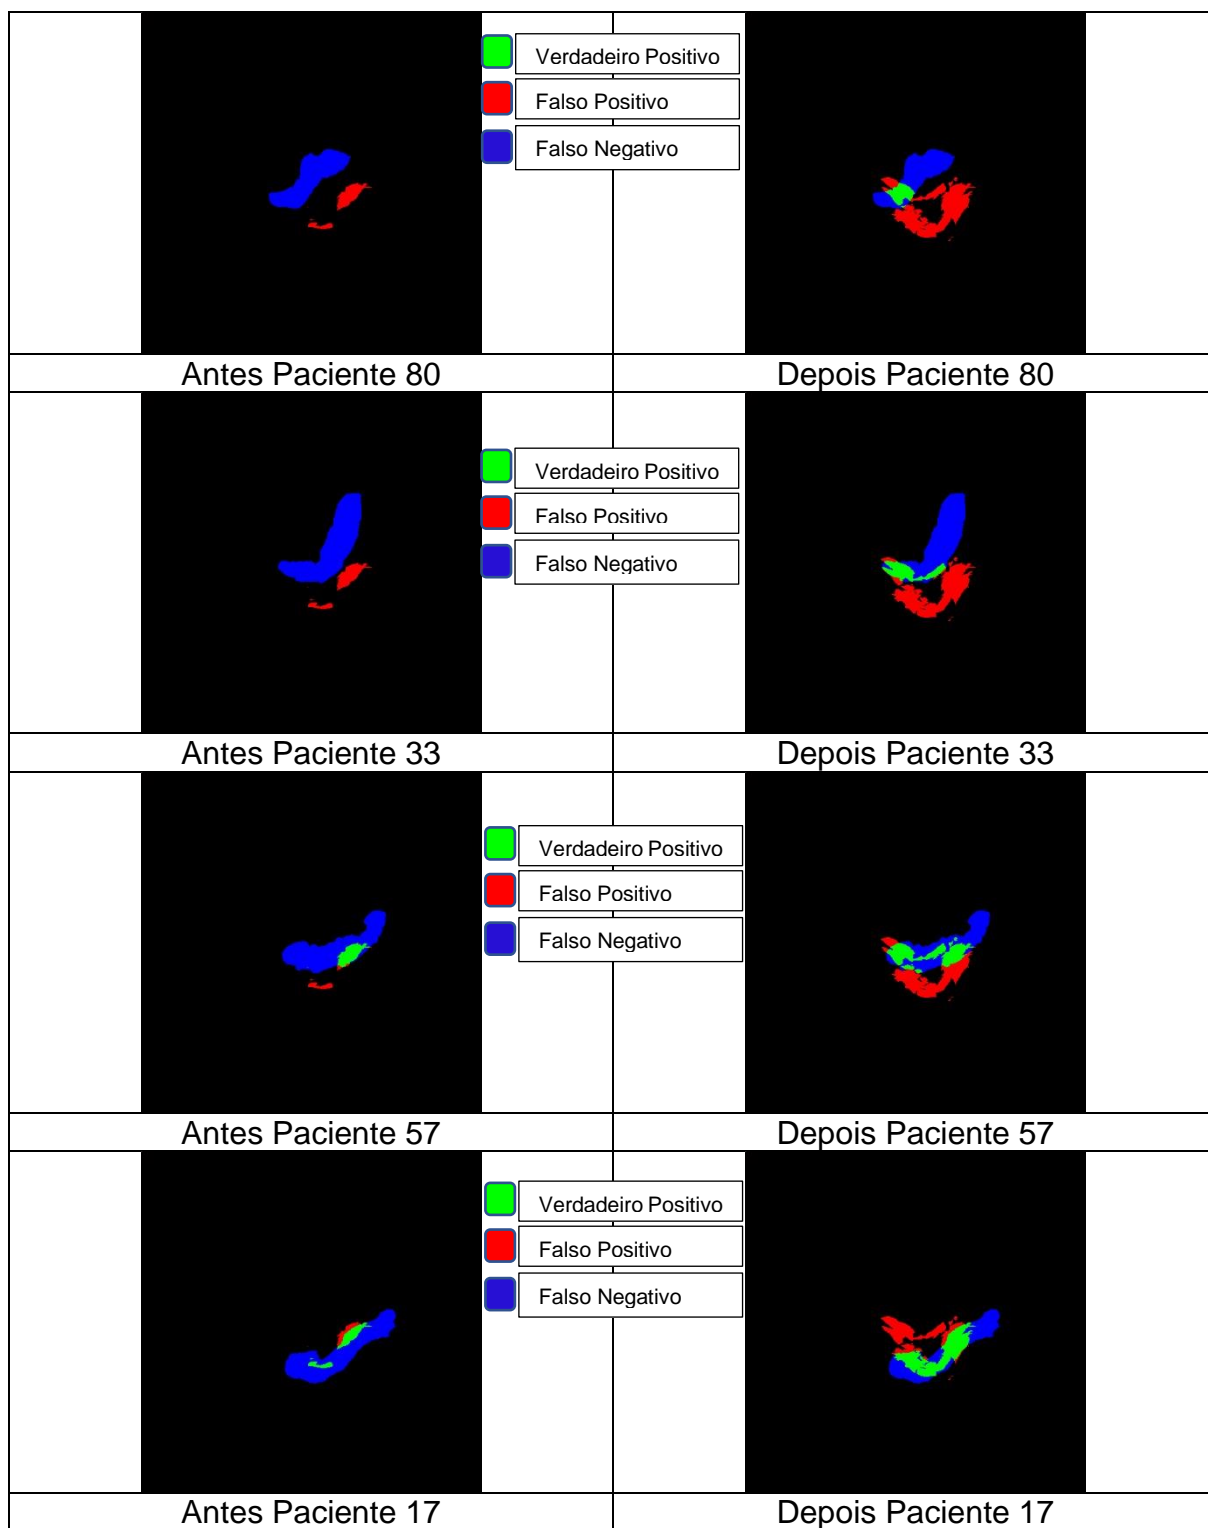 Verdadeiro Positivo
Falso Positivo
Falso Negativo
Antes Paciente 80
Depois Paciente 80
Verdadeiro Positivo
Falso Positivo
Falso Negativo
Antes Paciente 33
Depois Paciente 33
Verdadeiro Positivo
Falso Positivo
Falso Negativo
Antes Paciente 57
Depois Paciente 57
Verdadeiro Positivo
Falso Positivo
Falso Negativo
Antes Paciente 17
Depois Paciente 17